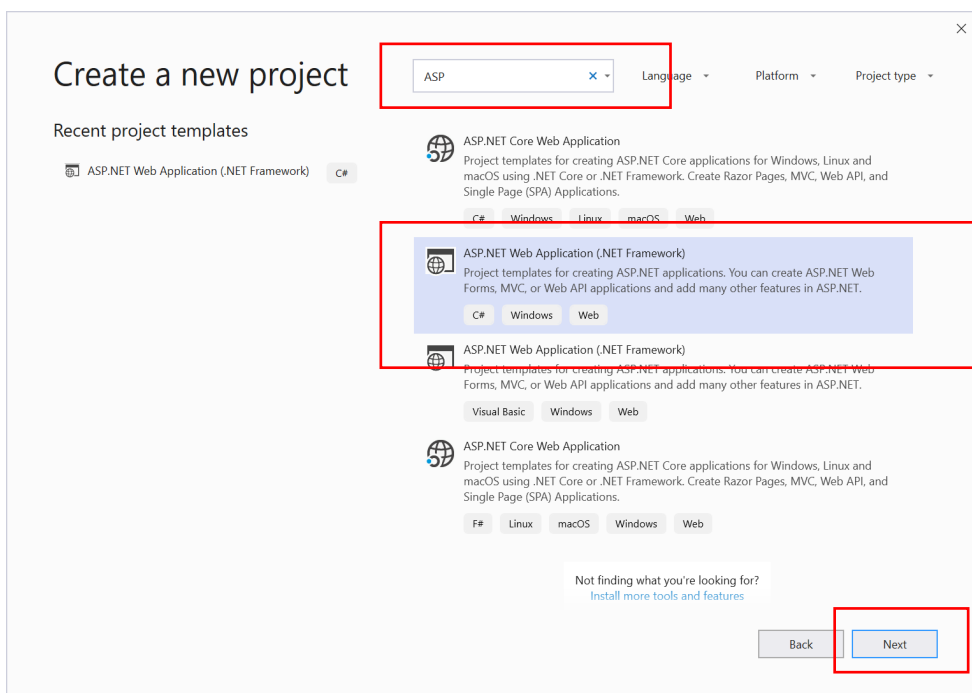 Create a new project
ASP
Language
Platform
Project type
Recent project templates
ASP.NET Web Application (.NET Framework)
C#
ASP.NET Core Web Application
Project templates for creating ASP.NET Core applications for Windows, Linux and
macOS using .NET Core or .NET Framework. Create Razor Pages, MVC, Web API, and
Single Page (SPA) Applications.
C# Windows Linux macOS Web
ASP.NET Web Application (.NET Framework)
Project templates for creating ASP.NET applications. You can create ASP.NET Web
Forms, MVC, or Web API applications and add many other features in ASP.NET.
C# Windows Web
ASP.NET Web Application (.NET Framework)
Project templates for creating ASP.NET applications. You can create ASP.NET Web
Forms, MVC, or Web API applications and add many other features in ASP.NET.
Visual Basic Windows Web
ASP.NET Core Web Application
Project templates for creating ASP.NET Core applications for Windows, Linux and
macOS using .NET Core or .NET Framework. Create Razor Pages, MVC, Web API, and
Single Page (SPA) Applications.
F# Linux macOS Windows Web
Not finding what you're looking for?
Install more tools and features
Back
Next